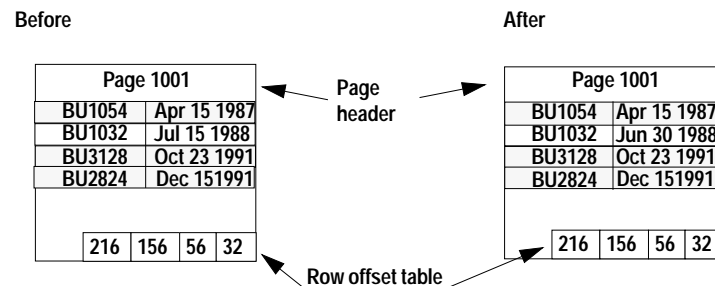 Before
Page 1001
BU1054 Apr 15 1987
BU1032 Jul 15 1988
BU3128 Oct 23 1991
BU2824 Dec 151991
216 156 56 32
Page
header
Row offset table
After
Page 1001
BU1054 Apr 15 1987
BU1032 Jun 30 1988
BU3128 Oct 23 1991
BU2824 Dec 151991
216 156 56 32